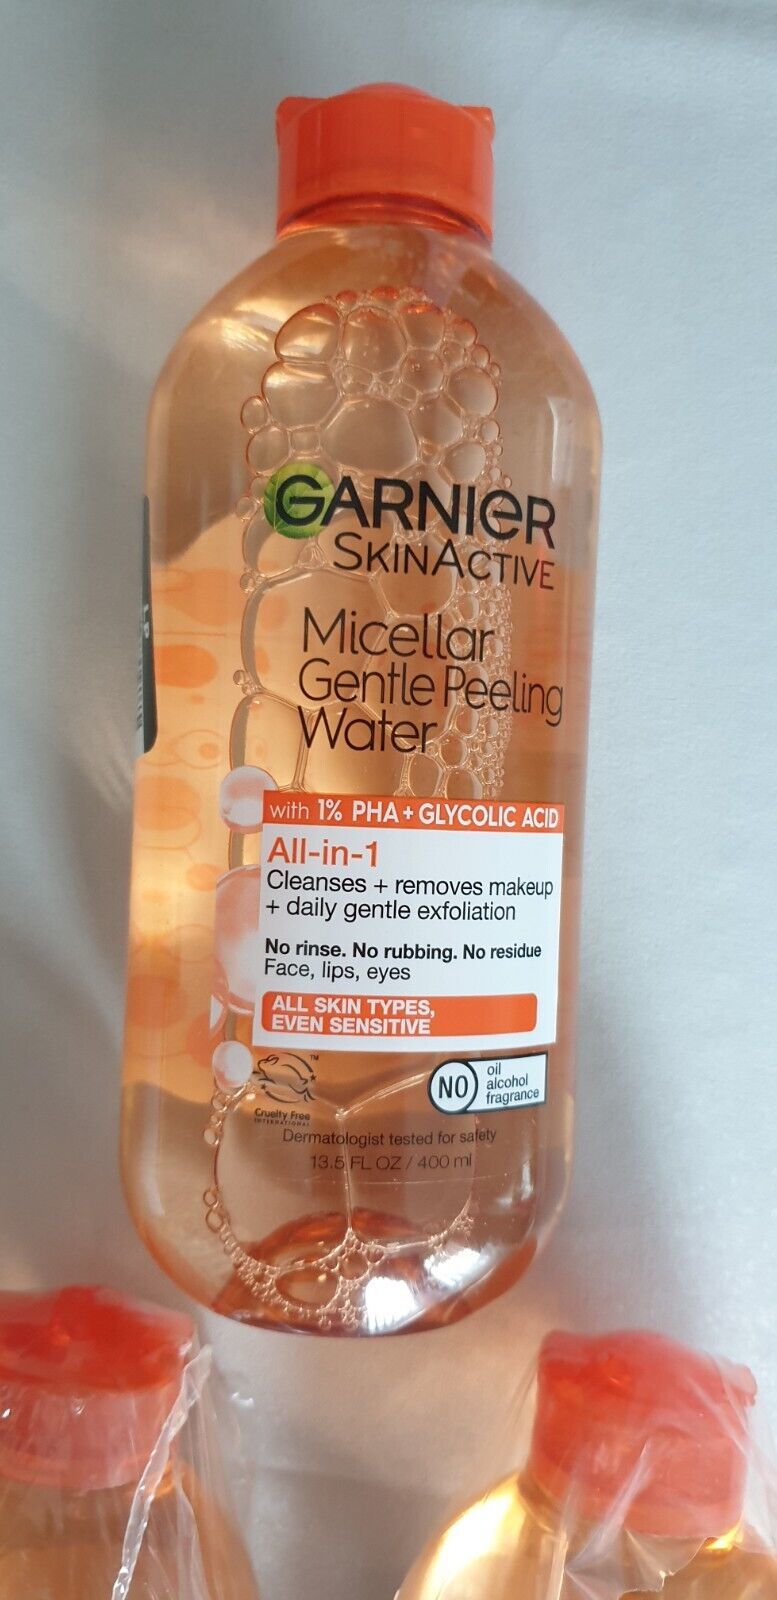 GARNIER
SKINACTIVE
Micellar
Gentle Peeling
Water
with 1% PHA + GLYCOLIC ACID
All-in-1
Cleanses + removes makeup
+ daily gentle exfoliation
No rinse. No rubbing. No residue
Face, lips, eyes
ALL SKIN TYPES,
EVEN SENSITIVE
TM
Cruelty Free
INTERNATIONAL
NO
oil
alcohol
fragrance
Dermatologist tested for safety
13.5 FL OZ / 400 ml